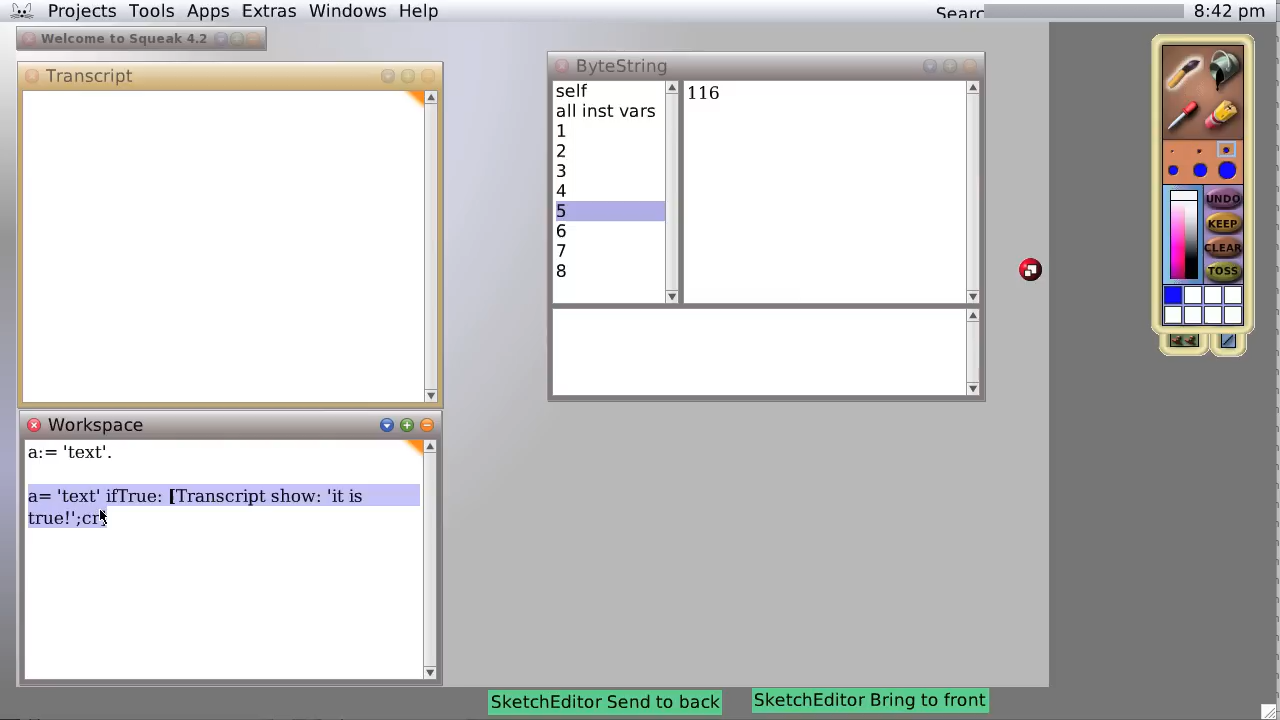 Projects Tools Apps Extras Windows Help Searc 8:42 pm
Welcome to Squeak 4.2
Transcript
ByteString
self
all inst vars
1
2
3
4
5
6
7
8
116
Workspace
a:= 'text'.
a= 'text' ifTrue: [Transcript show: 'it is
true!';cr]
UNDO
KEEP
CLEAR
TOSS
SketchEditor Send to back
SketchEditor Bring to front